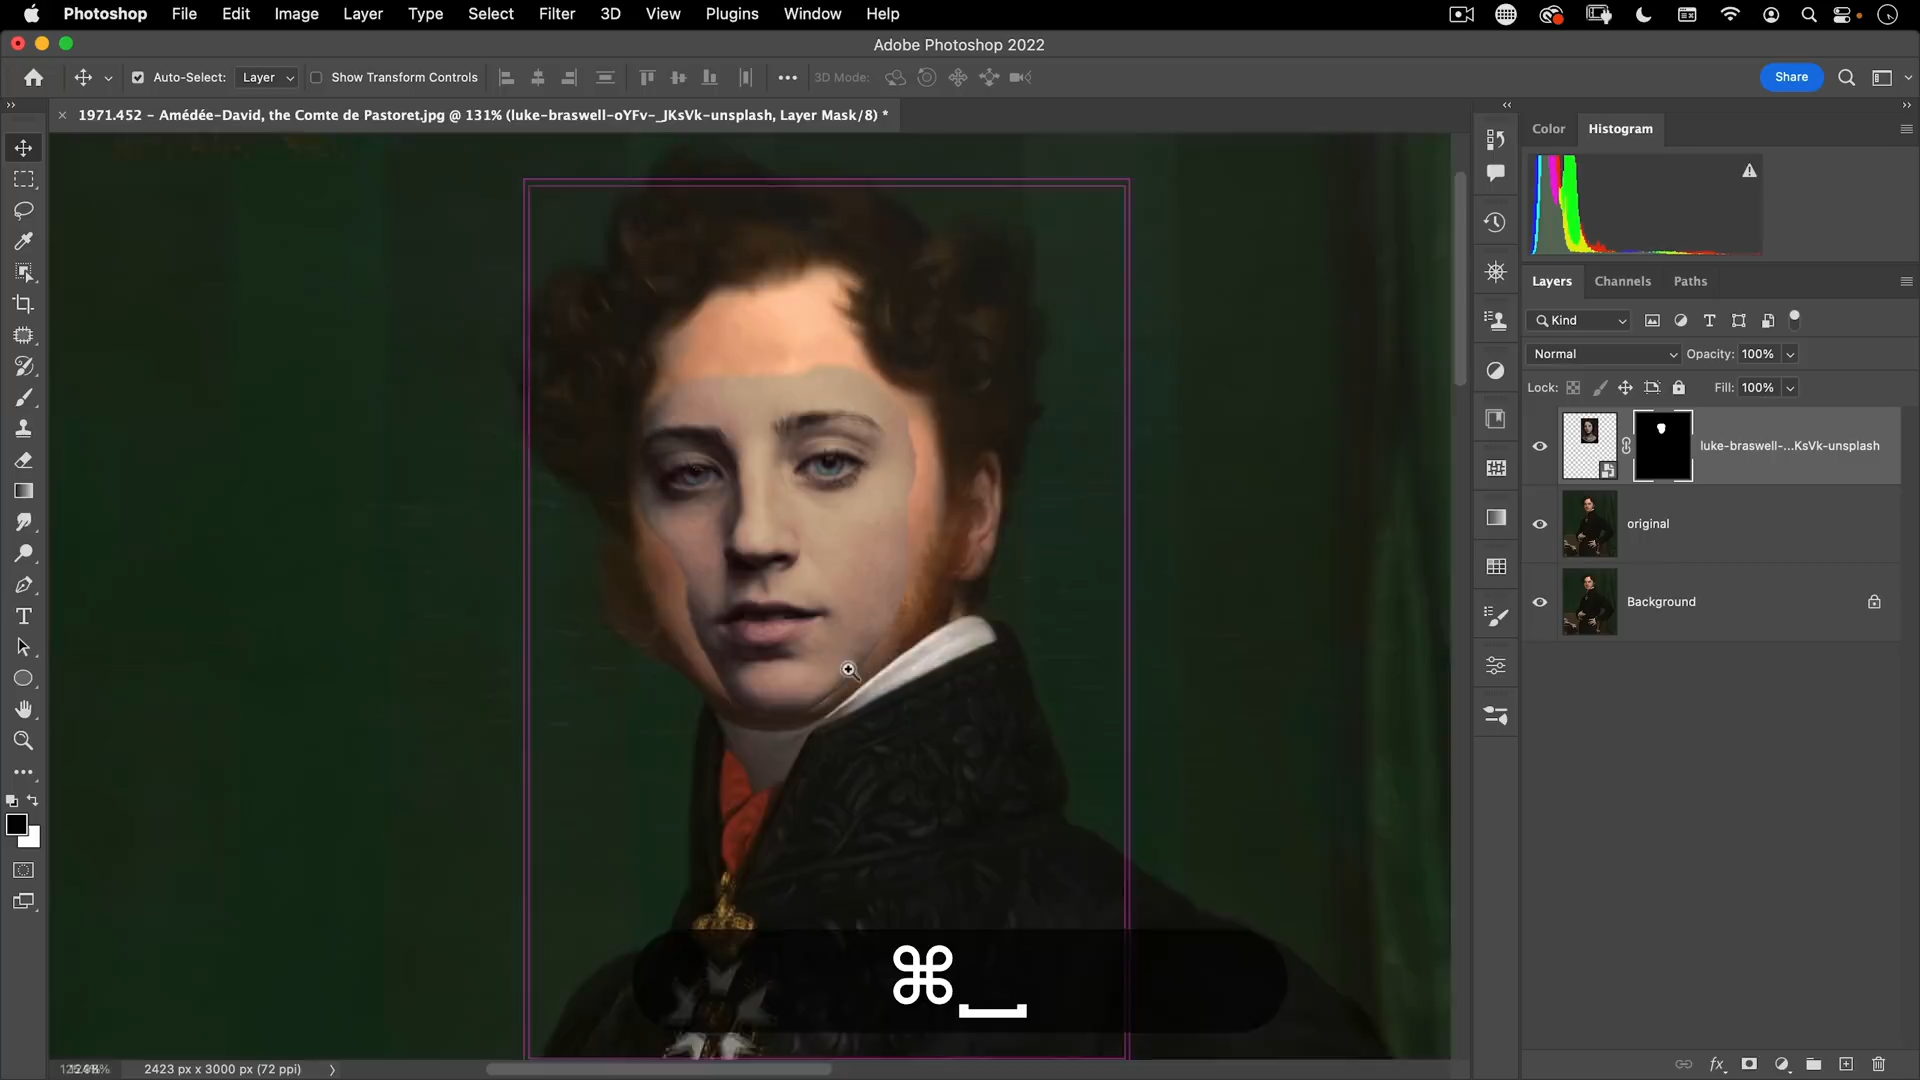 Photoshop File Edit Image Layer Type Select Filter 3D View Plugins Window Help
Adobe Photoshop 2022
Auto-Select: Layer Show Transform Controls 3D Mode: Share
1971.452 - Amédée-David, the Comte de Pastoret.jpg @ 131% (luke-braswell-oYFv-_JKsVk-unsplash, Layer Mask/8) *
Color Histogram
Layers Channels Paths
Kind
Normal Opacity: 100%
Lock: Fill: 100%
luke-braswell-...KsVk-unsplash
original
Background
⌘
2423 px x 3000 px (72 ppi)